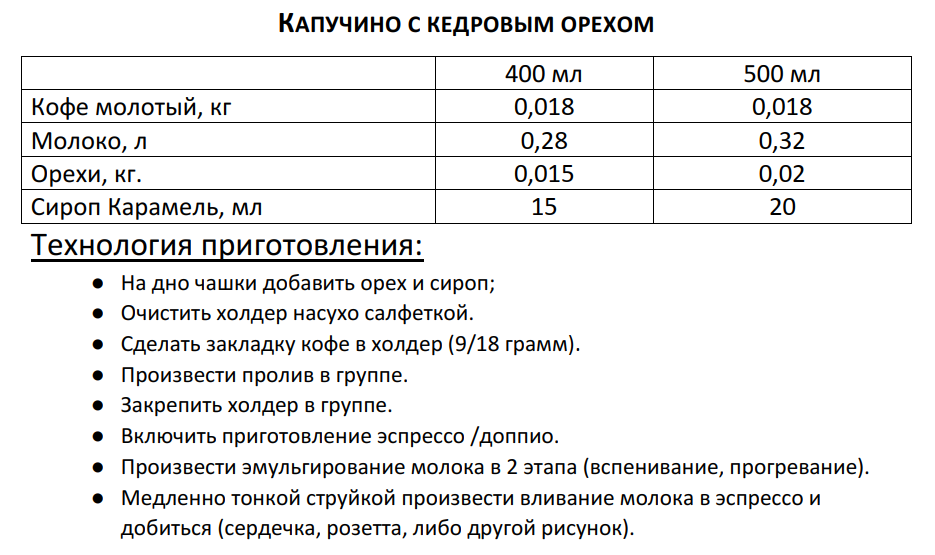 Капучино с кедровым орехом
400 мл 500 мл
Кофе молотый, кг 0,018 0,018
Молоко, л 0,28 0,32
Орехи, кг. 0,015 0,02
Сироп Карамель, мл 15 20
Технология приготовления:
● На дно чашки добавить орех и сироп;
● Очистить холдер насухо салфеткой.
● Сделать закладку кофе в холдер (9/18 грамм).
● Произвести пролив в группе.
● Закрепить холдер в группе.
● Включить приготовление эспрессо /доппио.
● Произвести эмульгирование молока в 2 этапа (вспенивание, прогревание).
● Медленно тонкой струйкой произвести вливание молока в эспрессо и
добиться (сердечка, розетта, либо другой рисунок).